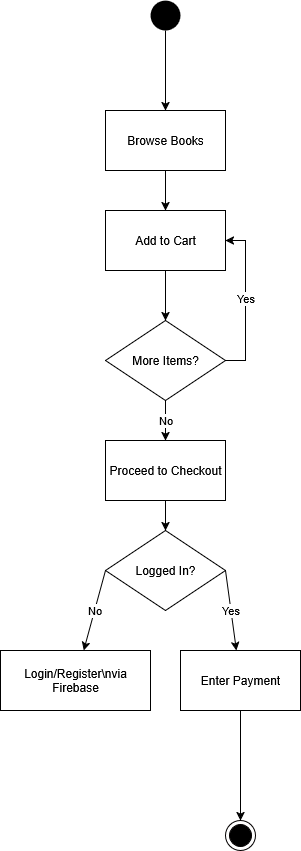 Browse Books
Add to Cart
Yes
More Items?
No
Proceed to Checkout
Logged In?
No
Yes
Login/Register\nvia
Firebase
Enter Payment